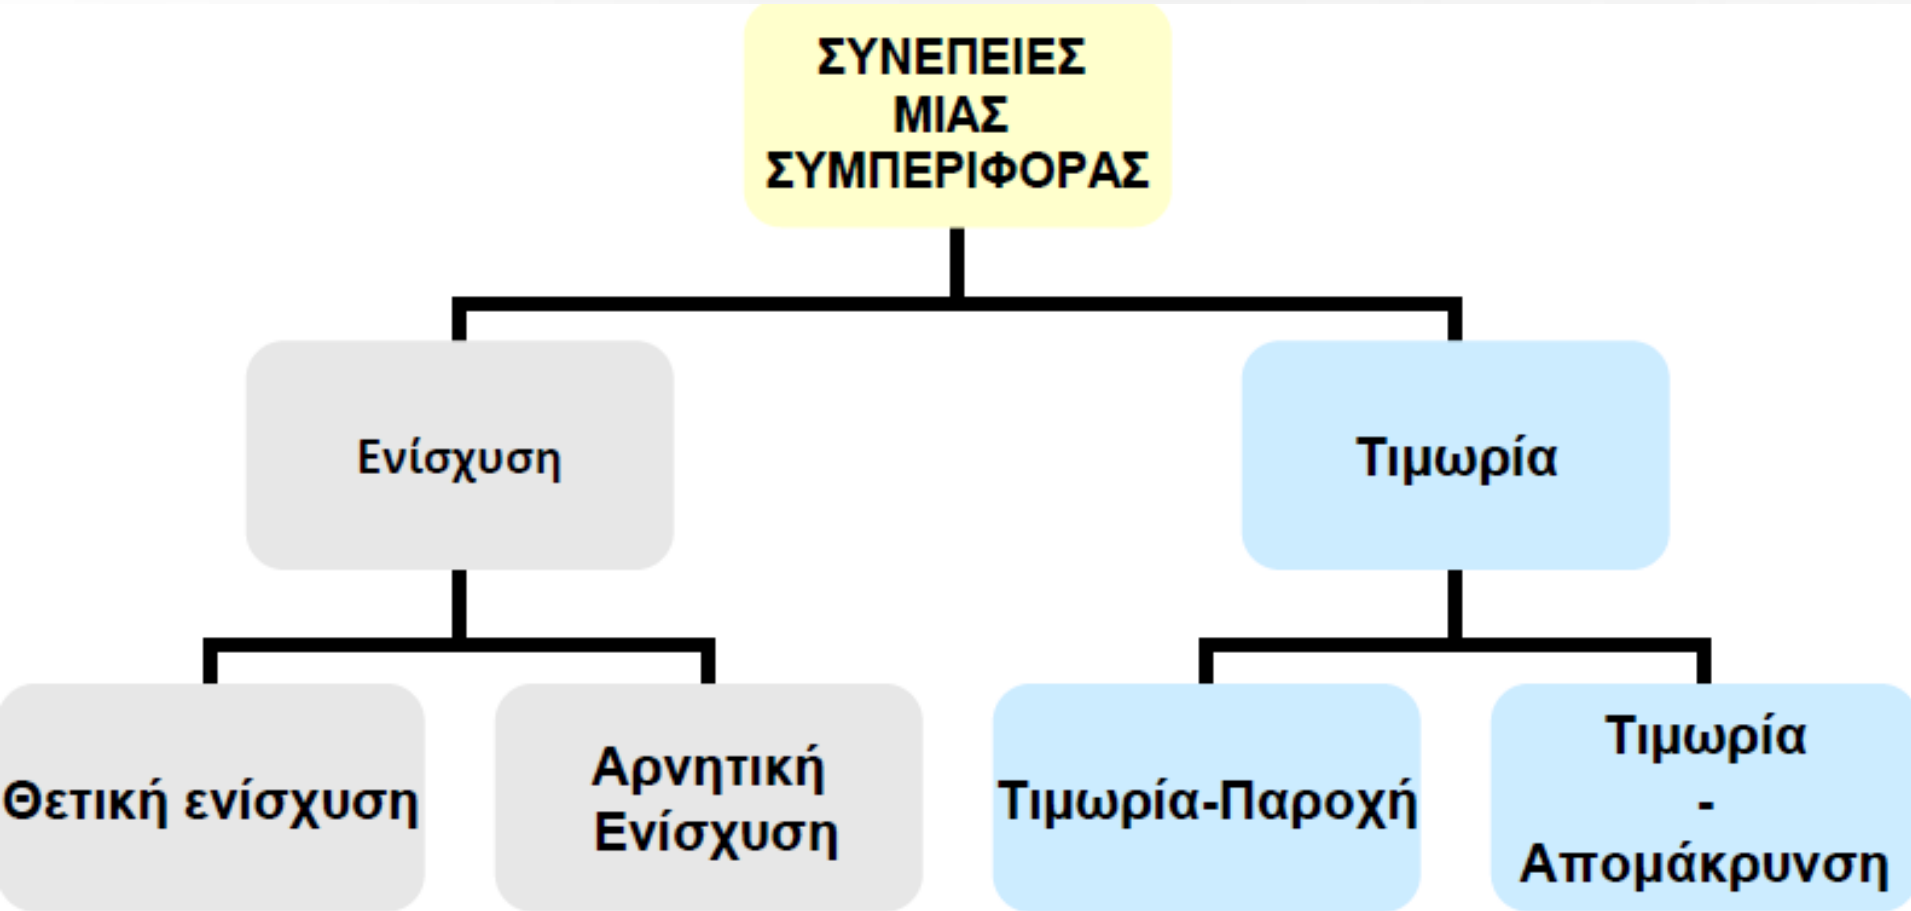 ΣΥΝΕΠΕΙΕΣ
ΜΙΑΣ
ΣΥΜΠΕΡΙΦΟΡΑΣ
Ενίσχυση
Τιμωρία
Θετική ενίσχυση
Αρνητική
Ενίσχυση
Τιμωρία-Παροχή
Τιμωρία
-
Απομάκρυνση